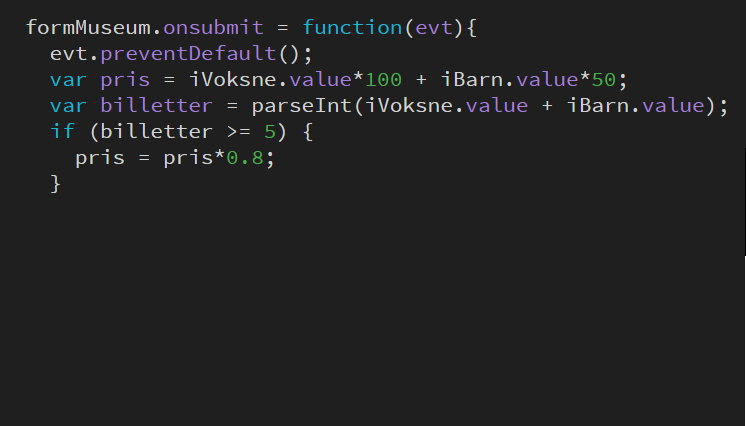 formMuseum.onsubmit = function(evt){
  evt.preventDefault();
  var pris = iVoksne.value*100 + iBarn.value*50;
  var billetter = parseInt(iVoksne.value + iBarn.value);
  if (billetter >= 5) {
    pris = pris*0.8;
  }